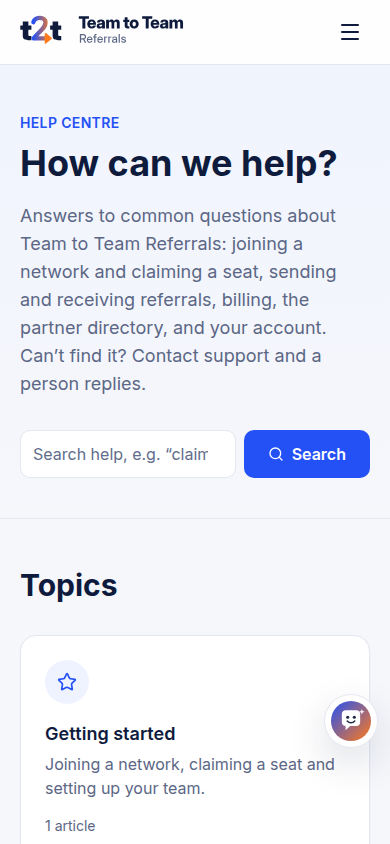 t2t Team to Team
Referrals
HELP CENTRE
How can we help?
Answers to common questions about
Team to Team Referrals: joining a
network and claiming a seat, sending
and receiving referrals, billing, the
partner directory, and your account.
Can’t find it? Contact support and a
person replies.
Search help, e.g. “claim
Search
Topics
Getting started
Joining a network, claiming a seat and
setting up your team.
1 article